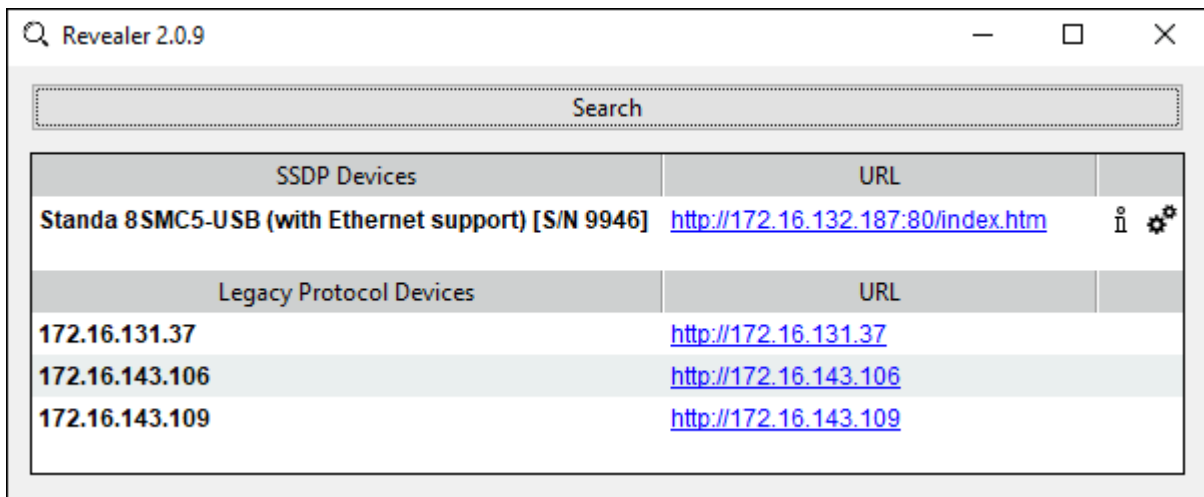 Revealer 2.0.9
Search
SSDP Devices URL
Standa 8SMC5-USB (with Ethernet support) [S/N 9946] http://172.16.132.187:80/index.htm
Legacy Protocol Devices URL
172.16.131.37 http://172.16.131.37
172.16.143.106 http://172.16.143.106
172.16.143.109 http://172.16.143.109